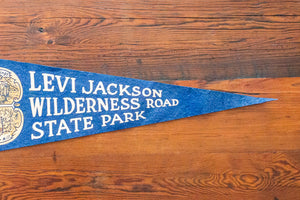 LEVI JACKSON
WILDERNESS ROAD
STATE PARK